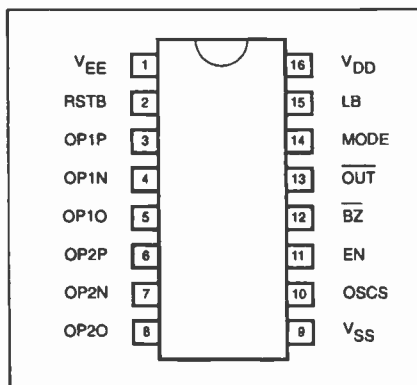 VEE 1 16 VDD
RSTB 2 15 LB
OP1P 3 14 MODE
OP1N 4 13 OUT
OP1O 5 12 BZ
OP2P 6 11 EN
OP2N 7 10 OSCS
OP2O 8 9 VSS